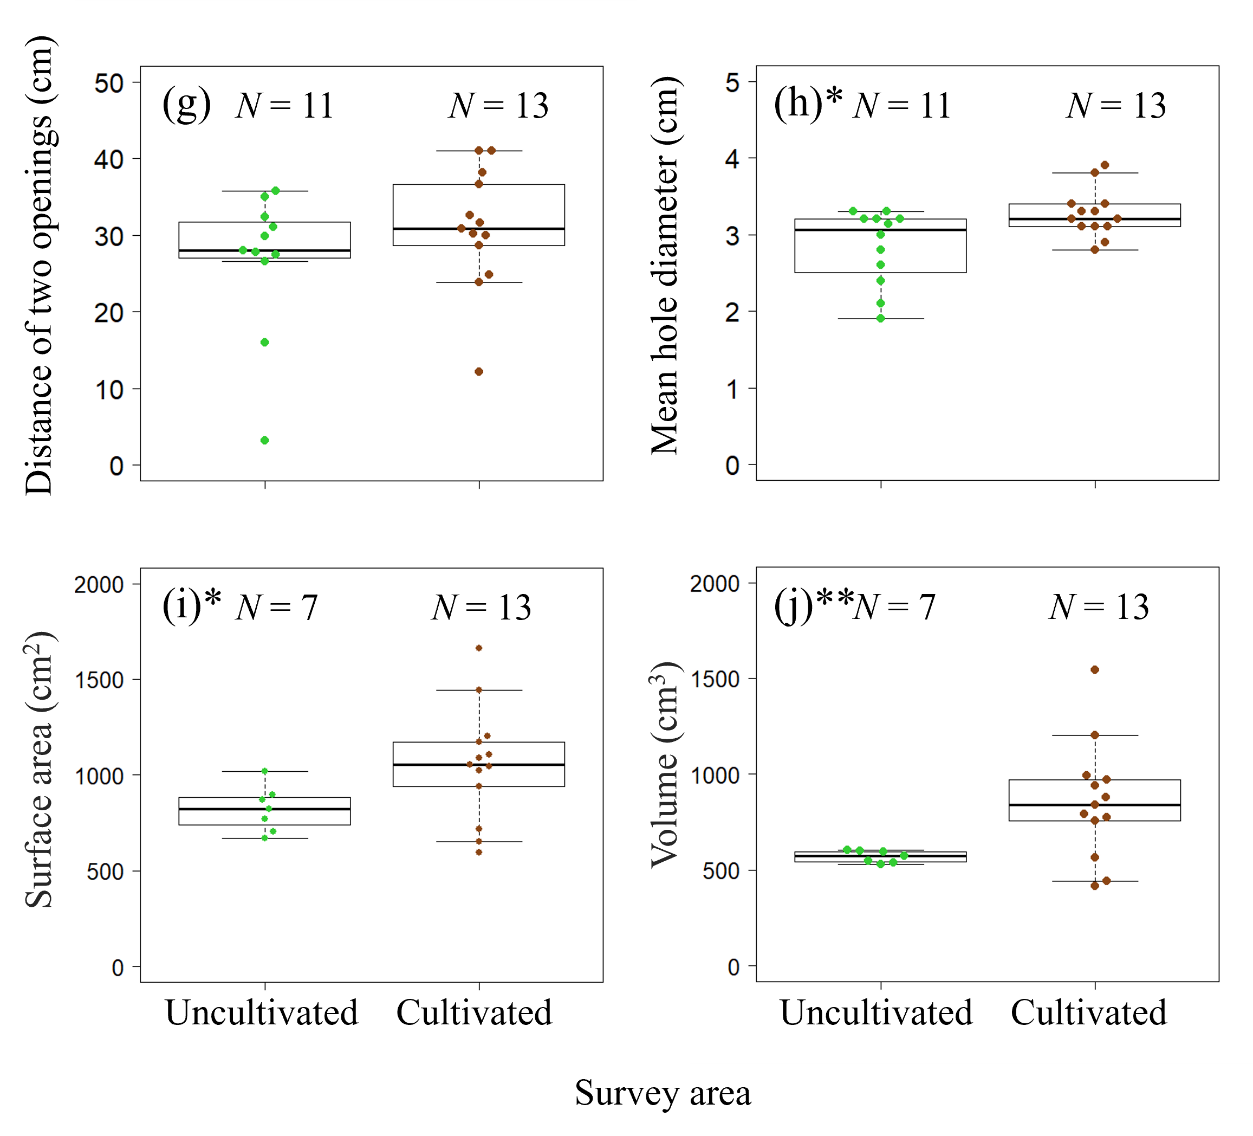 Distance of two openings (cm)
50
40
30
20
10
0
(g) N = 11 N = 13
Mean hole diameter (cm)
5
4
3
2
1
0
(h)* N = 11 N = 13
Surface area (cm²)
2000
1500
1000
500
0
(i)* N = 7 N = 13
Uncultivated Cultivated
Volume (cm³)
2000
1500
1000
500
0
(j)** N = 7 N = 13
Uncultivated Cultivated
Survey area